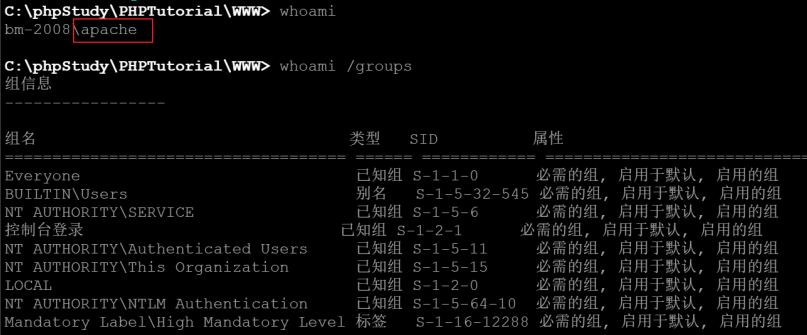 C:\phpStudy\PHPTutorial\WWW> whoami
bm-2008\apache
C:\phpStudy\PHPTutorial\WWW> whoami /groups
组信息
-----------------
组名 类型 SID 属性
================================== ====== ============ ==========================
Everyone 已知组 S-1-1-0 必需的组, 启用于默认, 启用的组
BUILTIN\Users 别名 S-1-5-32-545 必需的组, 启用于默认, 启用的组
NT AUTHORITY\SERVICE 已知组 S-1-5-6 必需的组, 启用于默认, 启用的组
控制台登录 已知组 S-1-2-1 必需的组, 启用于默认, 启用的组
NT AUTHORITY\Authenticated Users 已知组 S-1-5-11 必需的组, 启用于默认, 启用的组
NT AUTHORITY\This Organization 已知组 S-1-5-15 必需的组, 启用于默认, 启用的组
LOCAL 已知组 S-1-2-0 必需的组, 启用于默认, 启用的组
NT AUTHORITY\NTLM Authentication 已知组 S-1-5-64-10 必需的组, 启用于默认, 启用的组
Mandatory Label\High Mandatory Level 标签 S-1-16-12288 必需的组, 启用于默认, 启用的组